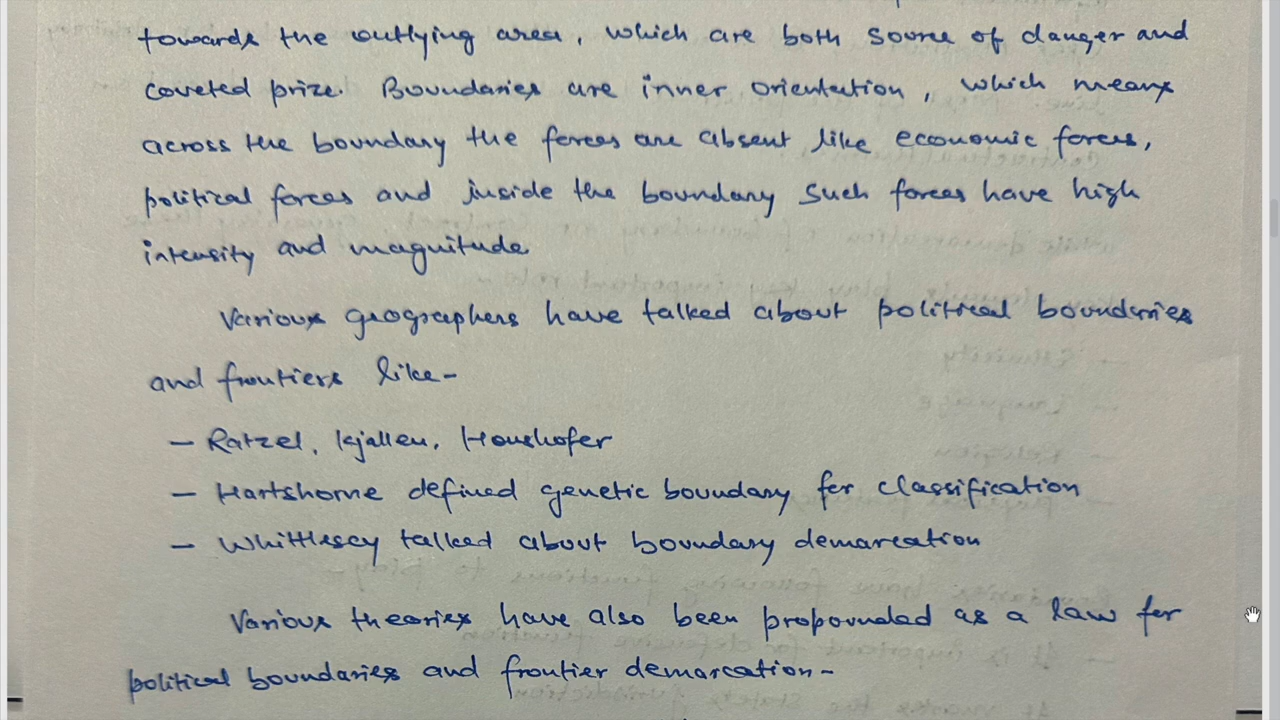 towards the outlying area, which are both source of danger and
coveted prize. Boundaries are inner orientation, which means
across the boundary the forces are absent like economic forces,
political forces and inside the boundary such forces have high
intensity and magnitude
Various geographers have talked about political boundaries
and frontiers like-
- Ratzel, Kjallen, Houshofer
- Hartshorne defined genetic boundary for classification
- Whittlesey talked about boundary demarcation
Various theories have also been propounded as a law for
political boundaries and frontier demarcation-